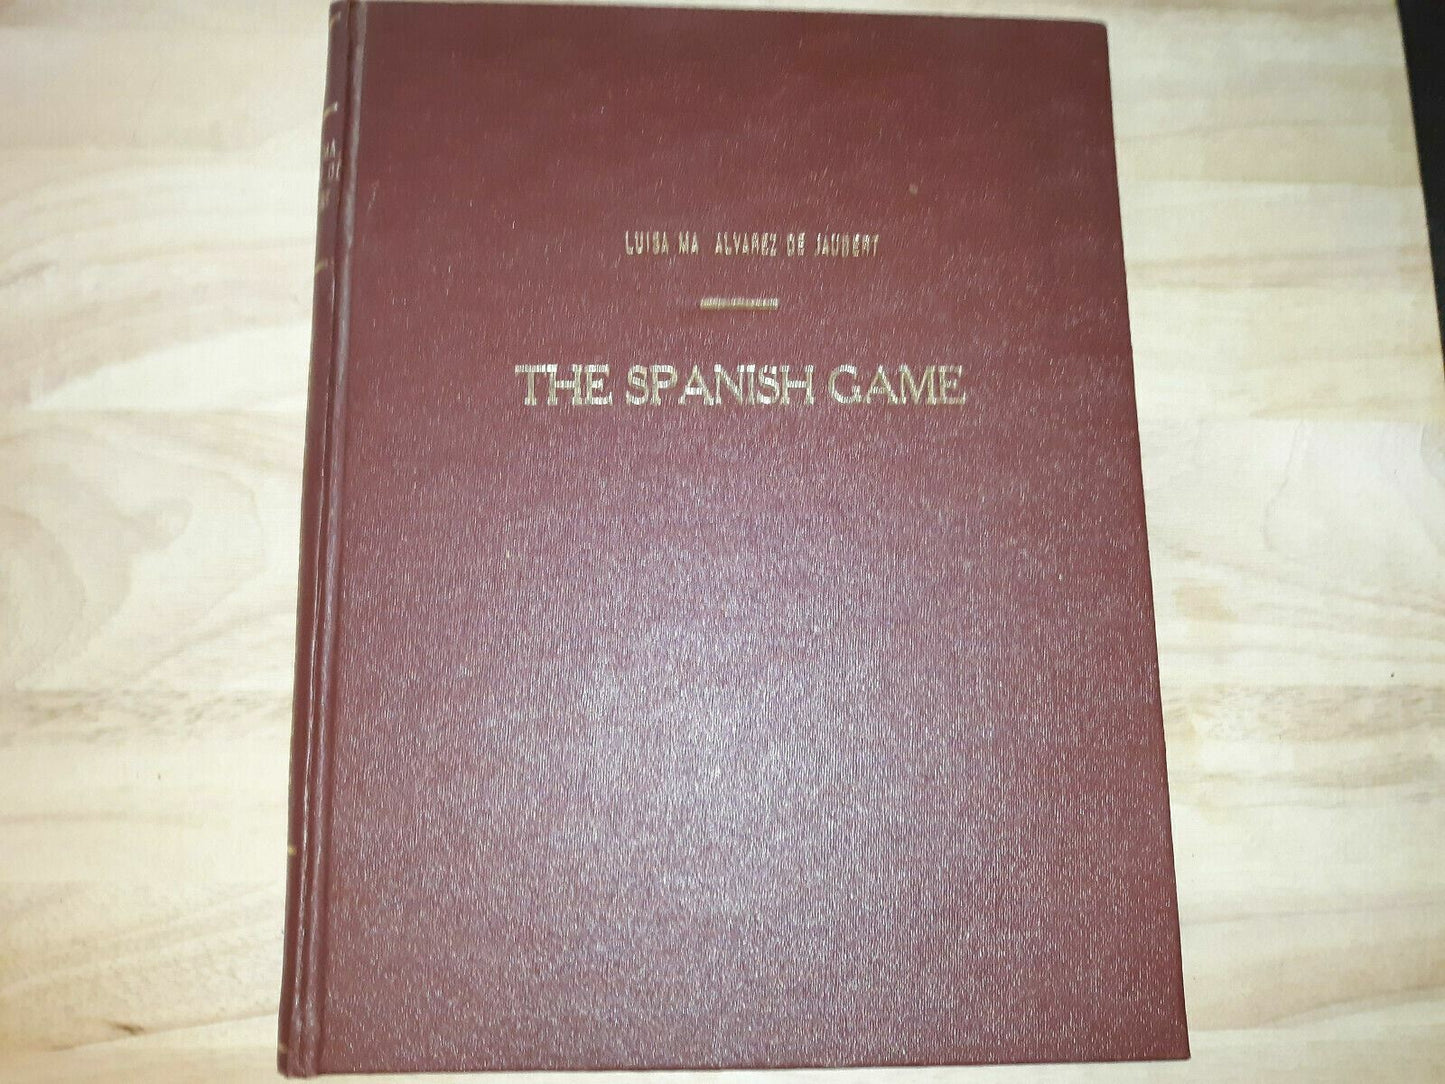 LUISA MA ALVAREZ DE JAUBERT
THE SPANISH GAME